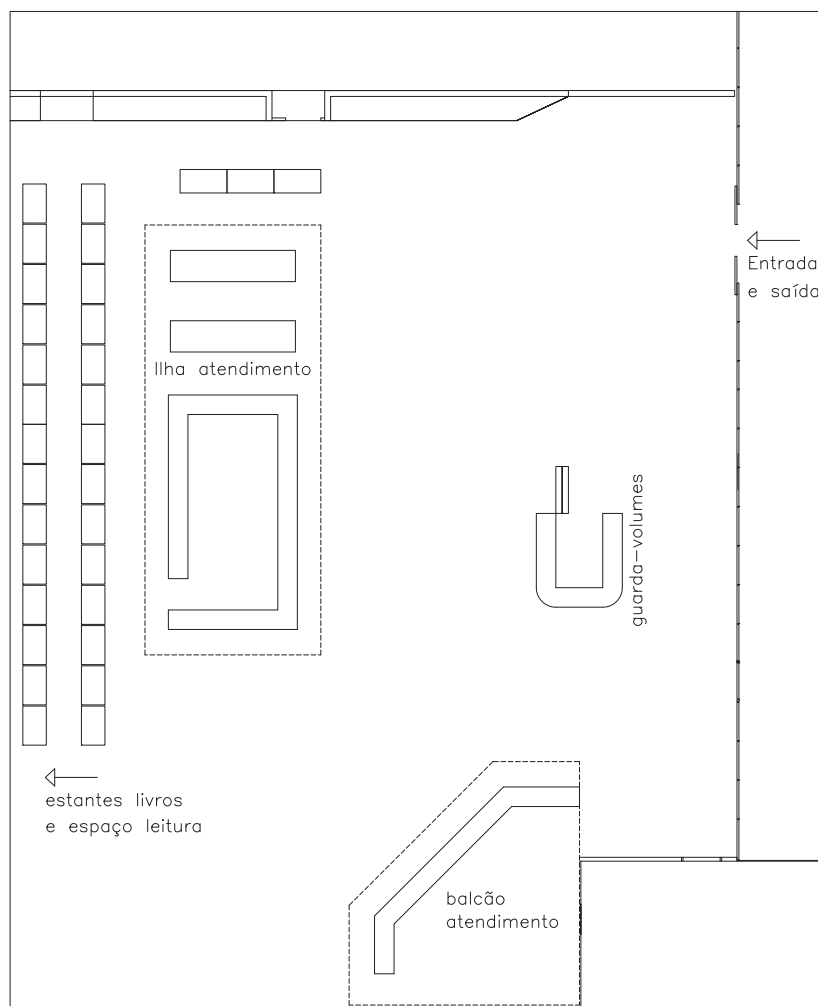 Entrada
e saída
Ilha atendimento
guarda-volumes
estantes livros
e espaço leitura
balcão
atendimento